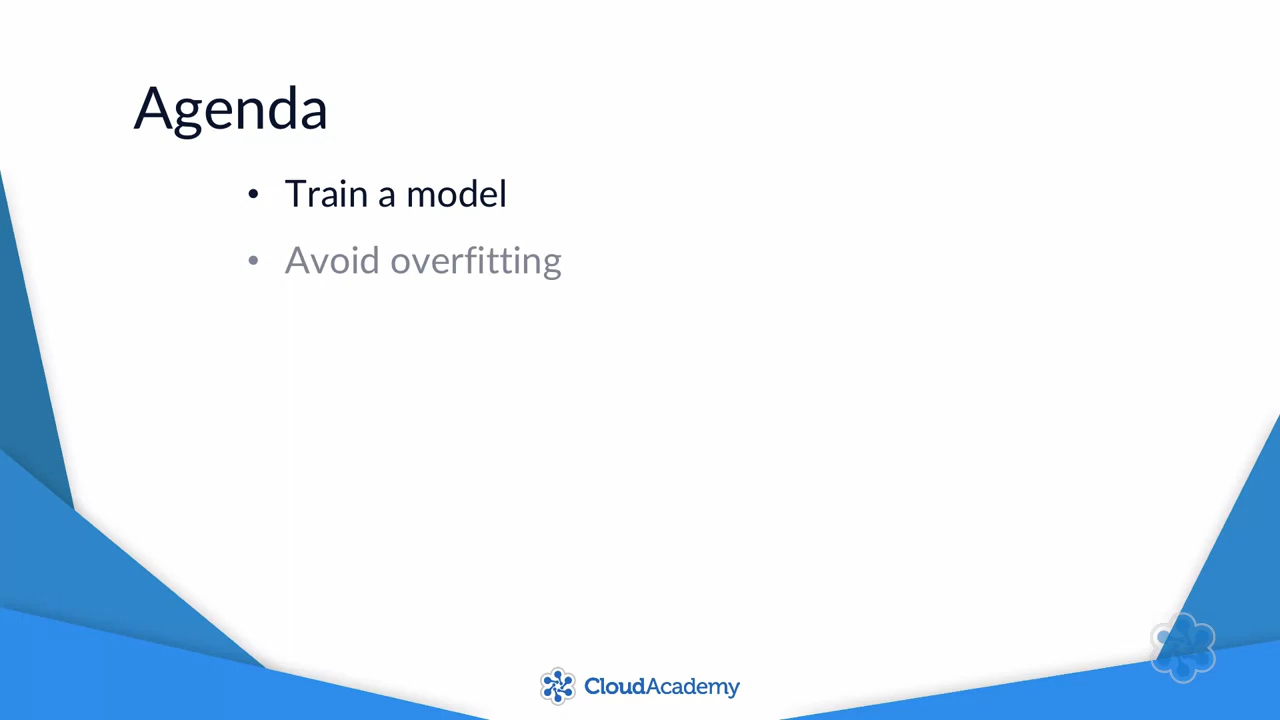 Agenda
• Train a model
• Avoid overfitting
CloudAcademy